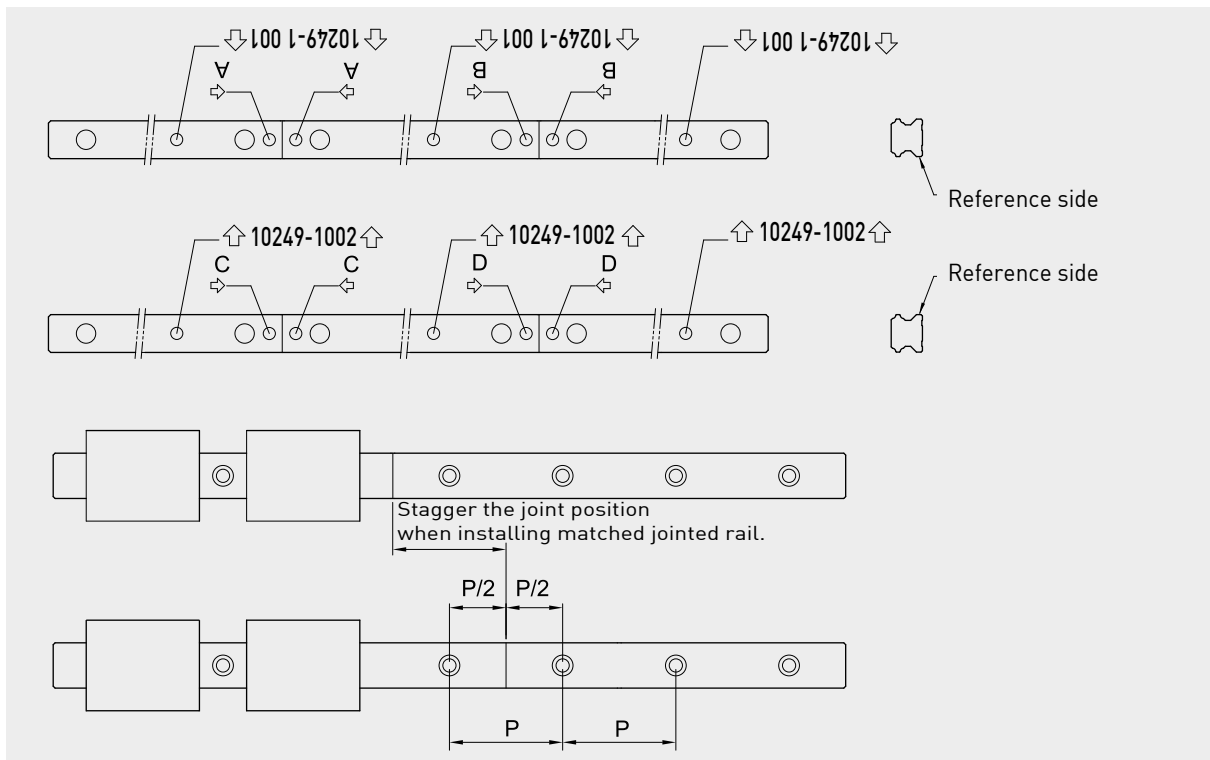 10249-1 001 10249-1 001 10249-1 001
A A B B
Reference side
10249-1002 10249-1002 10249-1002
C C D D
Reference side
Stagger the joint position
when installing matched jointed rail.
P/2 P/2
P P